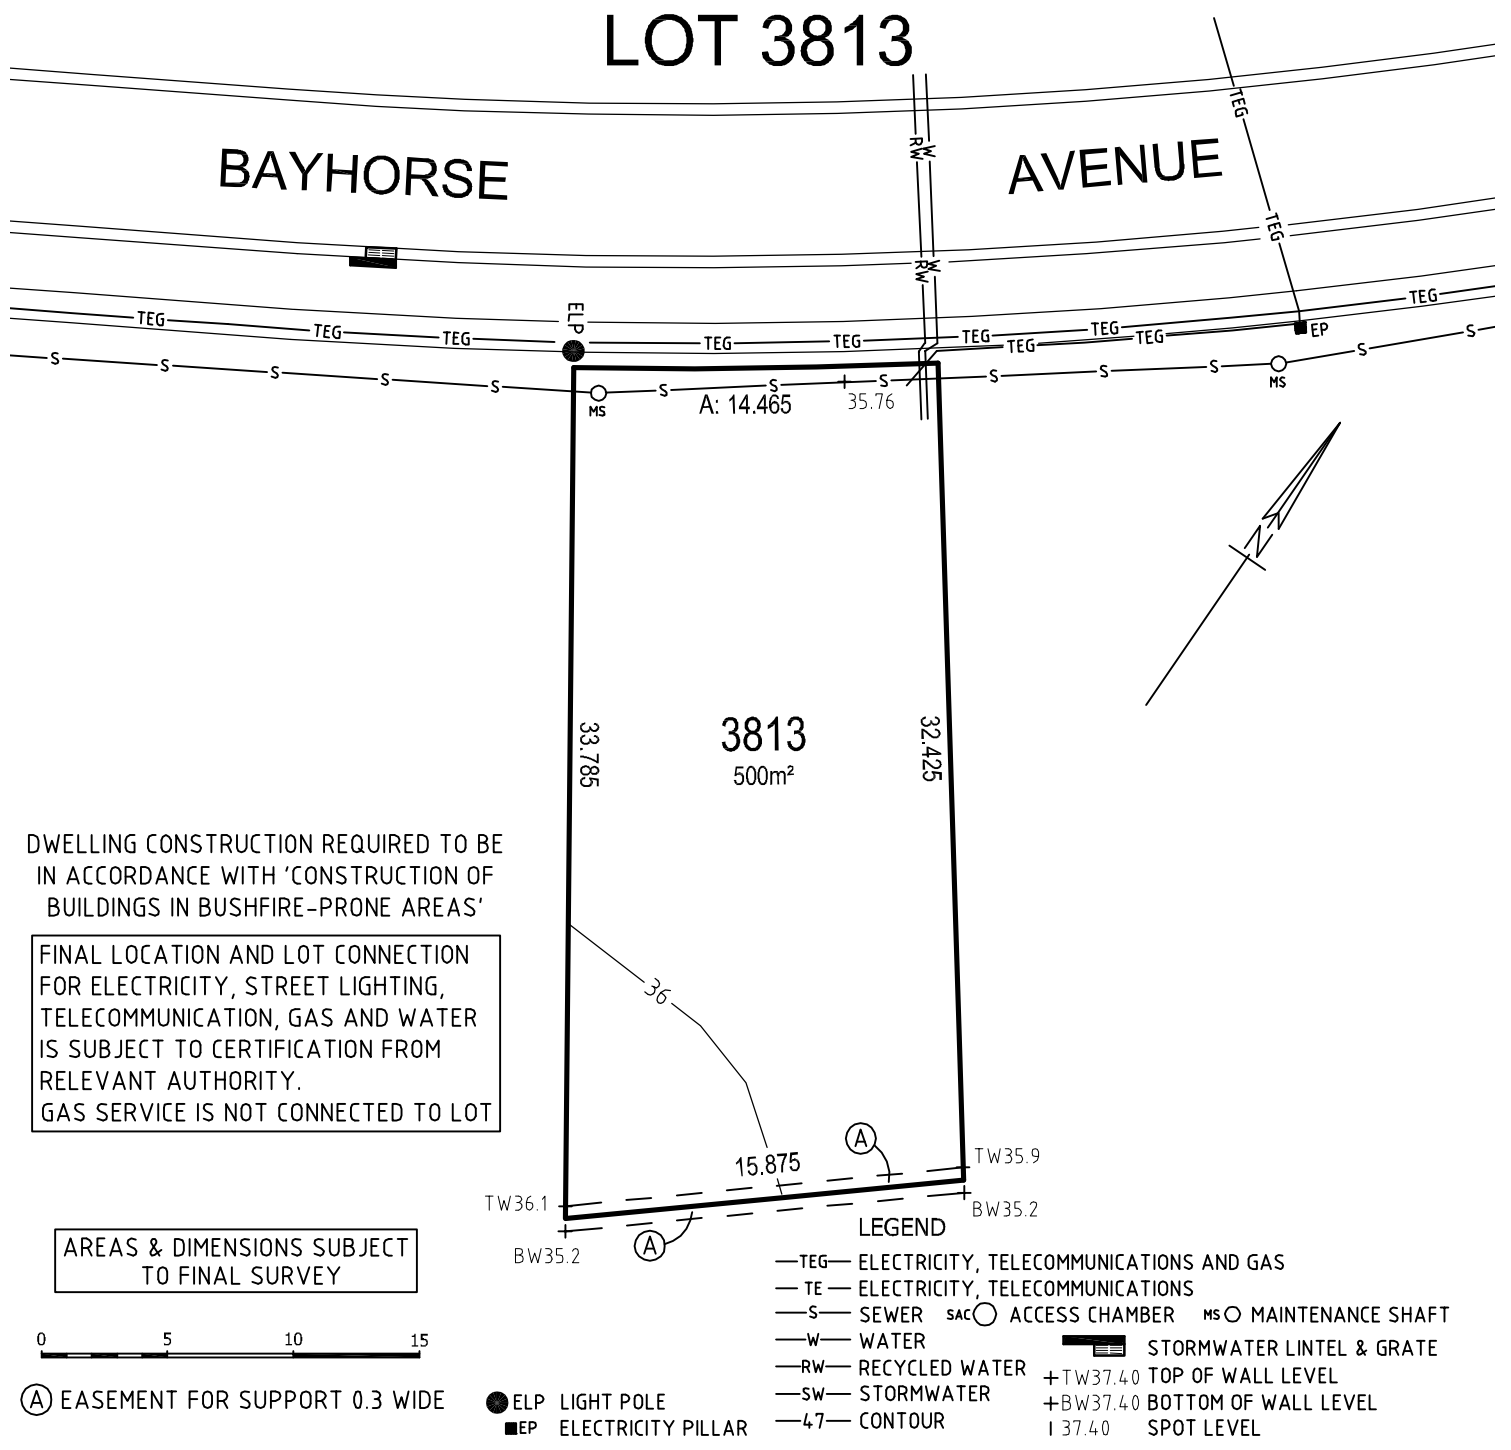 LOT 3813
BAYHORSE AVENUE
TEG
RW W
TEG
RW W
ELP
TEG TEG TEG TEG TEG TEG TEG TEG
TEG TEG
EP
S S S S S S S S S S S S S
MS
MS
A: 14.465
35.76
N
33.785
32.425
3813
500m²
DWELLING CONSTRUCTION REQUIRED TO BE
IN ACCORDANCE WITH 'CONSTRUCTION OF
BUILDINGS IN BUSHFIRE-PRONE AREAS'
FINAL LOCATION AND LOT CONNECTION
FOR ELECTRICITY, STREET LIGHTING,
TELECOMMUNICATION, GAS AND WATER
IS SUBJECT TO CERTIFICATION FROM
RELEVANT AUTHORITY.
GAS SERVICE IS NOT CONNECTED TO LOT
36
A
15.875
TW35.9
TW36.1
BW35.2
A
BW35.2
AREAS & DIMENSIONS SUBJECT
TO FINAL SURVEY
0 5 10 15
A EASEMENT FOR SUPPORT 0.3 WIDE
ELP LIGHT POLE
EP ELECTRICITY PILLAR
LEGEND
TEG ELECTRICITY, TELECOMMUNICATIONS AND GAS
TE ELECTRICITY, TELECOMMUNICATIONS
S SEWER SAC ACCESS CHAMBER MS MAINTENANCE SHAFT
W WATER
STORMWATER LINTEL & GRATE
RW RECYCLED WATER
TW37.40 TOP OF WALL LEVEL
SW STORMWATER
BW37.40 BOTTOM OF WALL LEVEL
47 CONTOUR
37.40 SPOT LEVEL